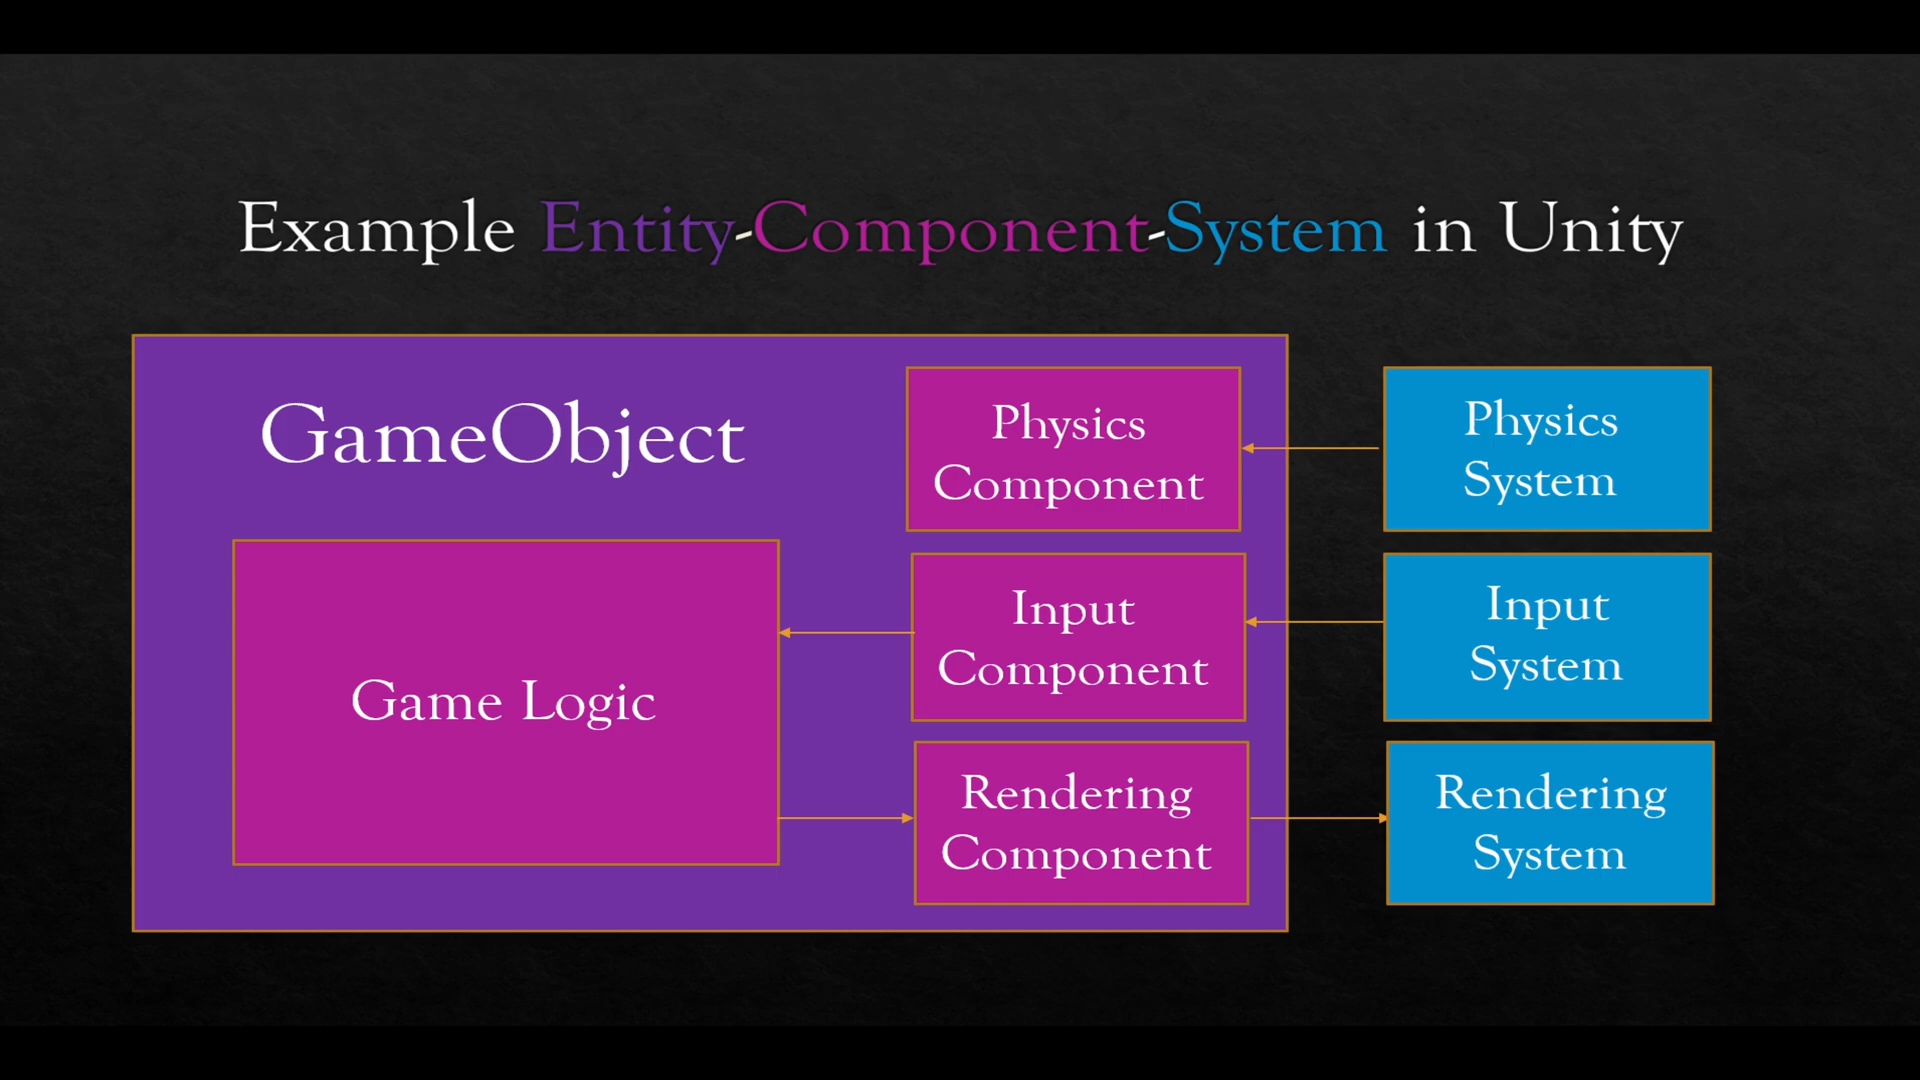 Example Entity-Component-System in Unity
GameObject
Game Logic
Physics
Component
Input
Component
Rendering
Component
Physics
System
Input
System
Rendering
System